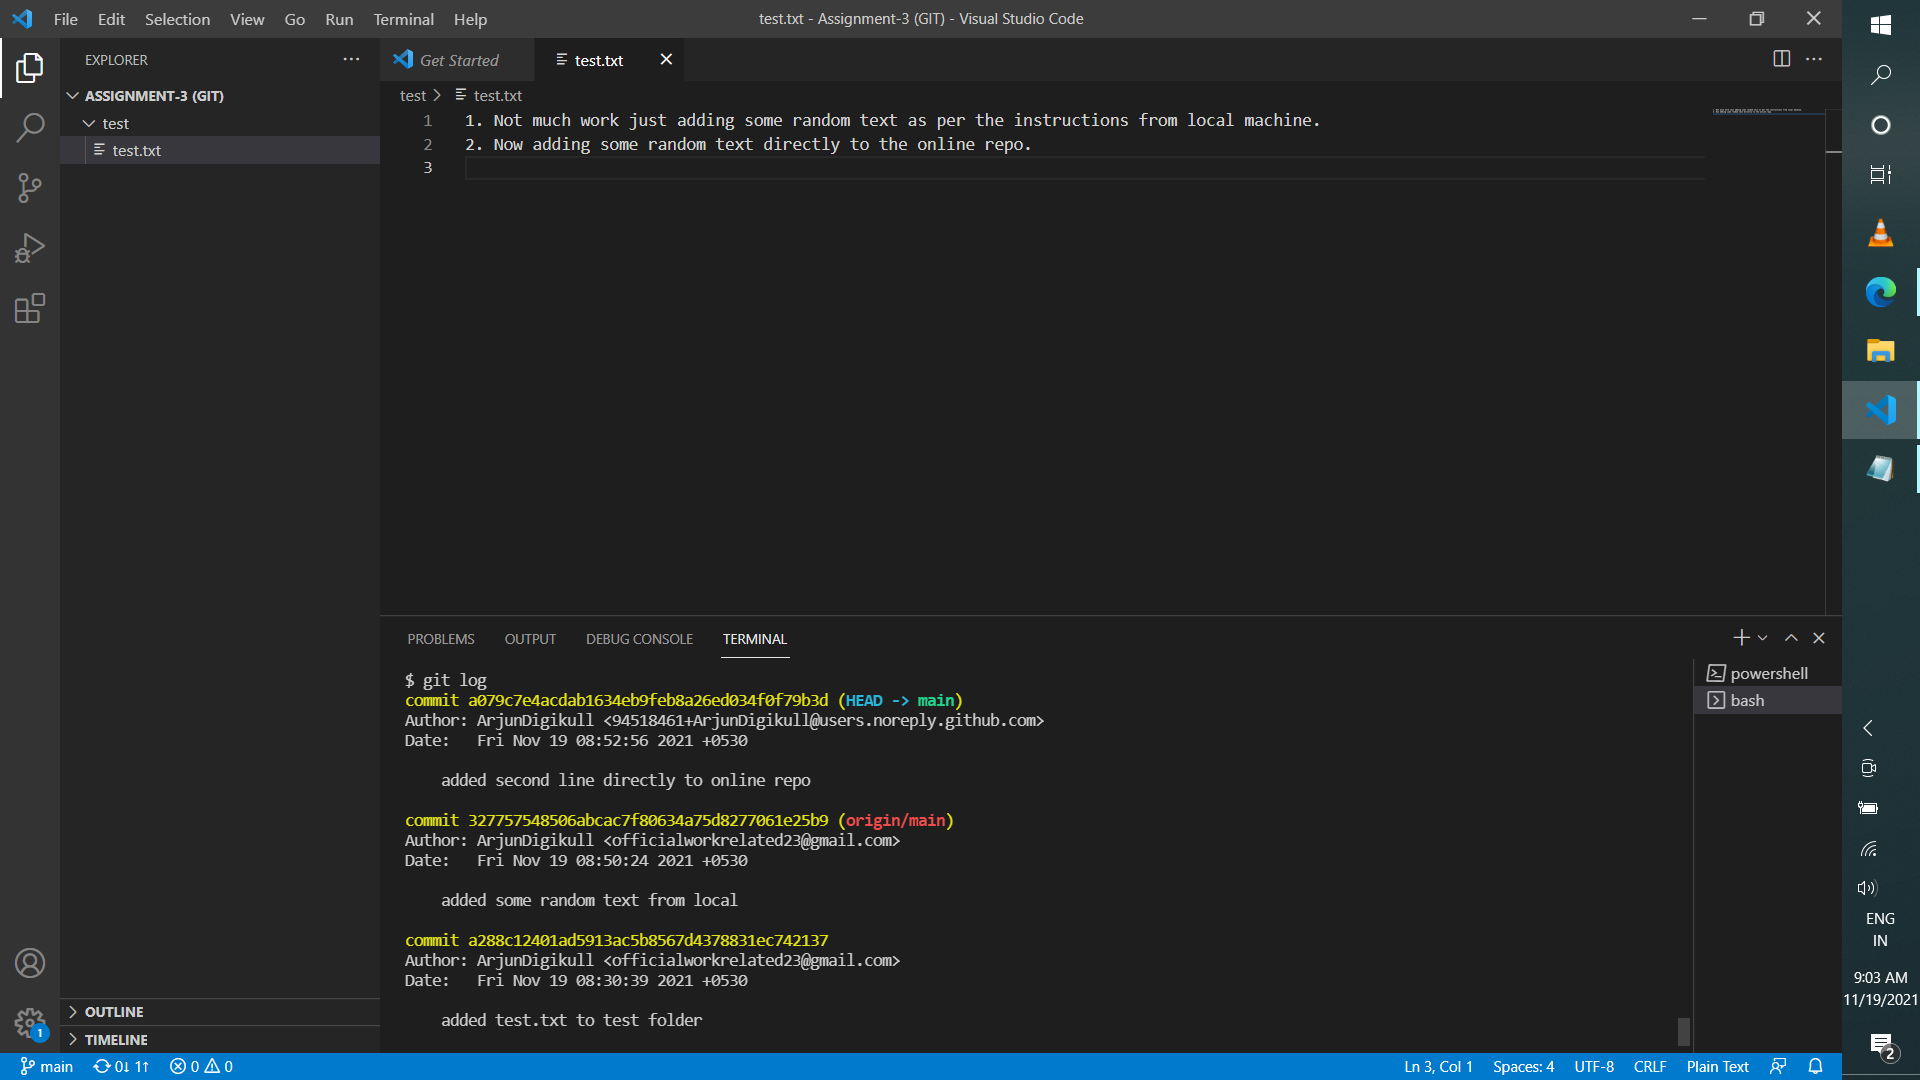 File Edit Selection View Go Run Terminal Help
test.txt - Assignment-3 (GIT) - Visual Studio Code
EXPLORER
ASSIGNMENT-3 (GIT)
test
test.txt
Get Started
test.txt
test > test.txt
1 1. Not much work just adding some random text as per the instructions from local machine.
2 2. Now adding some random text directly to the online repo.
3
PROBLEMS OUTPUT DEBUG CONSOLE TERMINAL
$ git log
commit a079c7e4acdab1634eb9feb8a26ed034f0f79b3d (HEAD -> main)
Author: ArjunDigikull <94518461+ArjunDigikull@users.noreply.github.com>
Date:   Fri Nov 19 08:52:56 2021 +0530
added second line directly to online repo
commit 327757548506abcac7f80634a75d8277061e25b9 (origin/main)
Author: ArjunDigikull <officialworkrelated23@gmail.com>
Date:   Fri Nov 19 08:50:24 2021 +0530
added some random text from local
commit a288c12401ad5913ac5b8567d4378831ec742137
Author: ArjunDigikull <officialworkrelated23@gmail.com>
Date:   Fri Nov 19 08:30:39 2021 +0530
added test.txt to test folder
powershell
bash
OUTLINE
TIMELINE
1
main 0↓ 1↑ 0 0
Ln 3, Col 1 Spaces: 4 UTF-8 CRLF Plain Text
ENG
IN
9:03 AM
11/19/2021
2